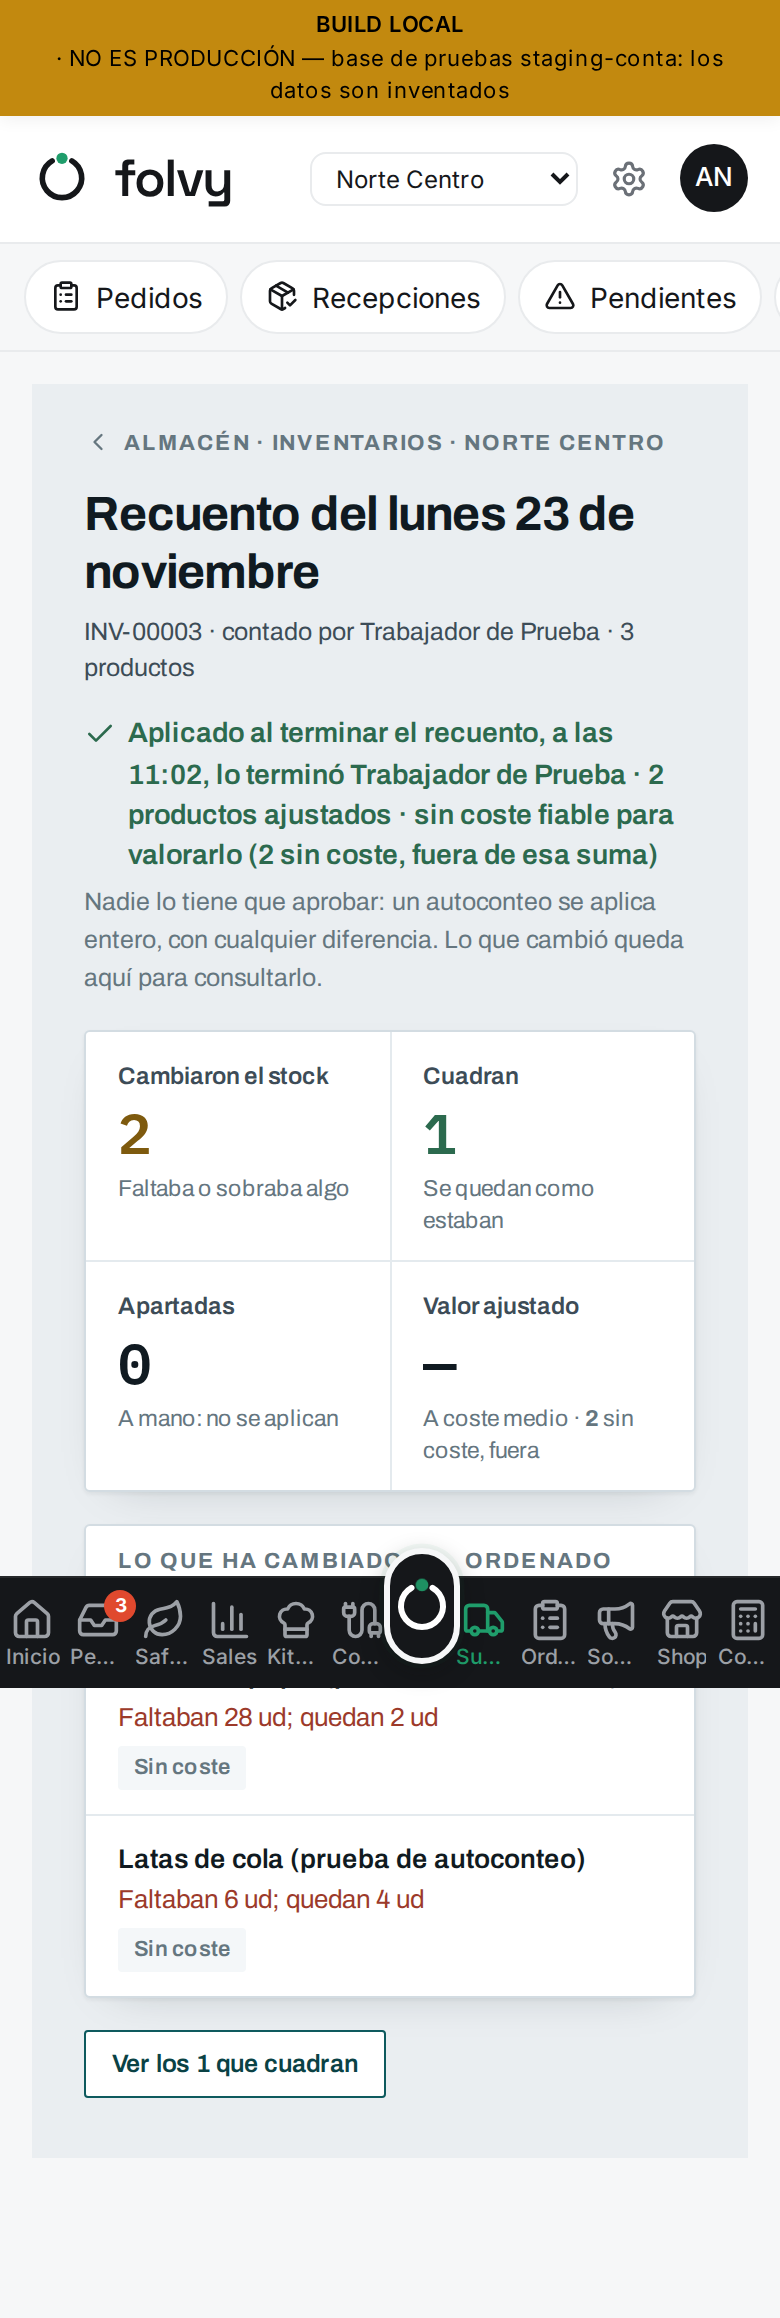 BUILD LOCAL
· NO ES PRODUCCIÓN — base de pruebas staging-conta: los
datos son inventados
folvy
Norte Centro
AN
Pedidos
Recepciones
Pendientes
ALMACÉN · INVENTARIOS · NORTE CENTRO
Recuento del lunes 23 de
noviembre
INV-00003 · contado por Trabajador de Prueba · 3
productos
Aplicado al terminar el recuento, a las
11:02, lo terminó Trabajador de Prueba · 2
productos ajustados · sin coste fiable para
valorarlo (2 sin coste, fuera de esa suma)
Nadie lo tiene que aprobar: un autoconteo se aplica
entero, con cualquier diferencia. Lo que cambió queda
aquí para consultarlo.
Cambiaron el stock
2
Faltaba o sobraba algo
Cuadran
1
Se quedan como
estaban
Apartadas
0
A mano: no se aplican
Valor ajustado
—
A coste medio · 2 sin
coste, fuera
LO QUE HA CAMBIADO ORDENADO
3
Inicio
Pe...
Saf...
Sales
Kit...
Co...
Su...
Ord...
So...
Shop
Co...
Faltaban 28 ud; quedan 2 ud
Sin coste
Latas de cola (prueba de autoconteo)
Faltaban 6 ud; quedan 4 ud
Sin coste
Ver los 1 que cuadran